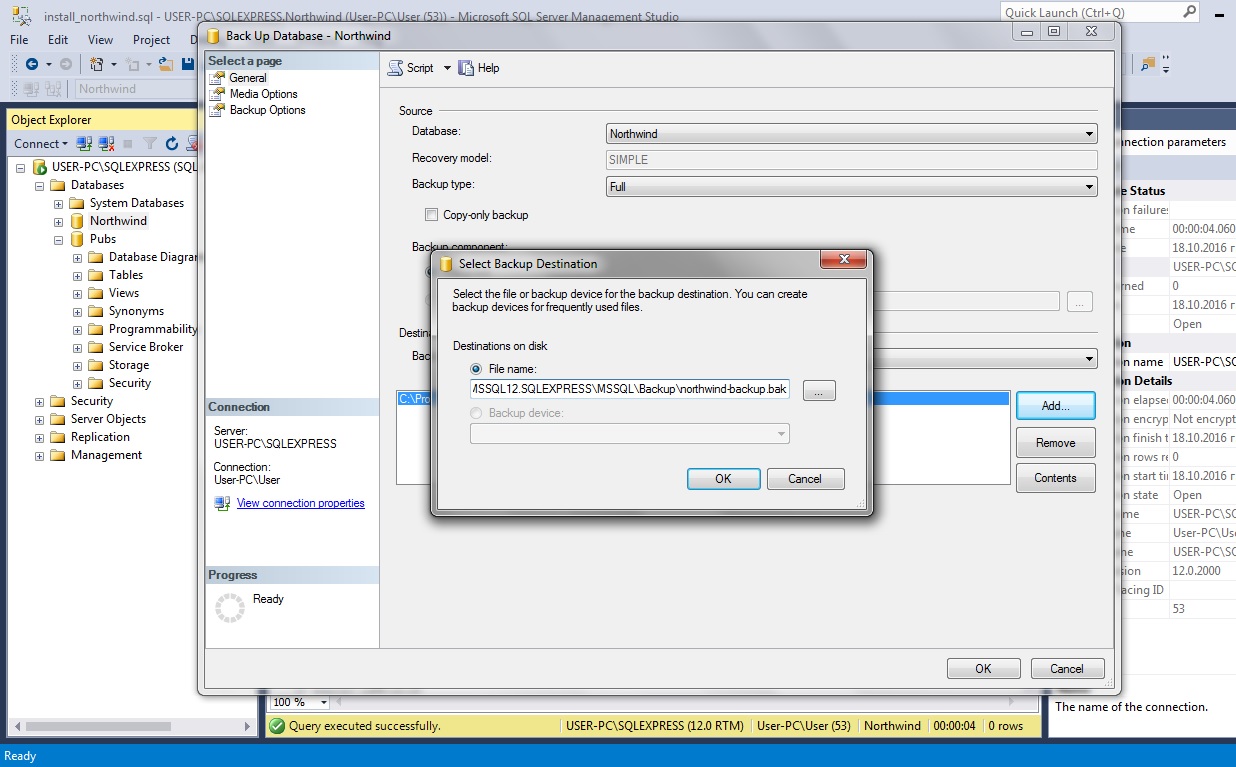 install_northwind.sql - USER-PC\SQLEXPRESS.Northwind (User-PC\User (53)) - Microsoft SQL Server Management Studio
Quick Launch (Ctrl+Q)
File Edit View Project
Northwind
Object Explorer
Connect
USER-PC\SQLEXPRESS (SQL
Databases
System Databases
Northwind
Pubs
Database Diagra
Tables
Views
Synonyms
Programmability
Service Broker
Storage
Security
Security
Server Objects
Replication
Management
Back Up Database - Northwind
Select a page
General
Media Options
Backup Options
Connection
Server:
USER-PC\SQLEXPRESS
Connection:
User-PC\User
View connection properties
Progress
Ready
Script Help
Source
Database: Northwind
Recovery model: SIMPLE
Backup type: Full
Copy-only backup
Backup component:
...
Destina
Bac
C:\Pro
Add...
Remove
Contents
OK Cancel
Select Backup Destination
Select the file or backup device for the backup destination. You can create
backup devices for frequently used files.
Destinations on disk
File name:
MSSQL12.SQLEXPRESS\MSSQL\Backup\northwind-backup.bak ...
Backup device:
OK Cancel
nnection parameters
e Status
n failures
me 00:00:04.060
e 18.10.2016 г
USER-PC\SQ
rned 0
18.10.2016 г
Open
on
on name USER-PC\SQ
on Details
on elapse 00:00:04.060
on encryp Not encrypt
n finish t 18.10.2016 г
on rows re 0
on start ti 18.10.2016 г
on state Open
me USER-PC\SQ
me User-PC\Use
ne USER-PC\SQ
sion 12.0.2000
acing ID
53
The name of the connection.
100 %
Query executed successfully. USER-PC\SQLEXPRESS (12.0 RTM) User-PC\User (53) Northwind 00:00:04 0 rows
Ready